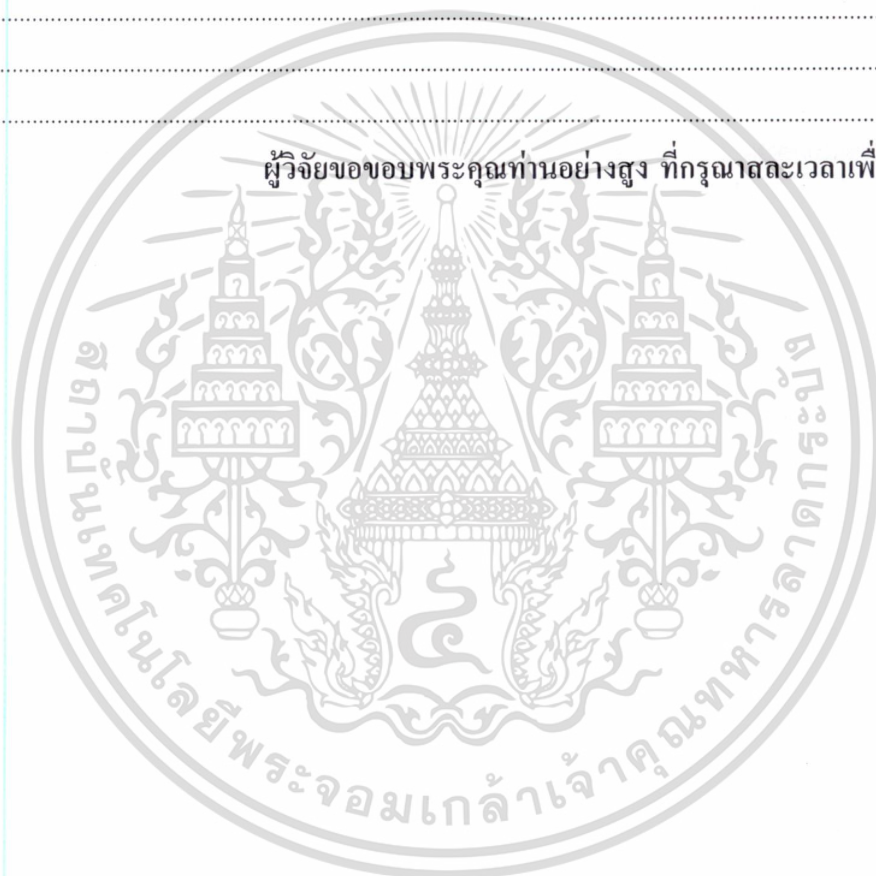 ผู้วิจัยขอขอบพระคุณท่านอย่างสูง ที่กรุณาสละเวลาเพื่
สถาบันเทคโนโลยีพระจอมเกล้าเจ้าคุณทหารลาดกระบัง
๔